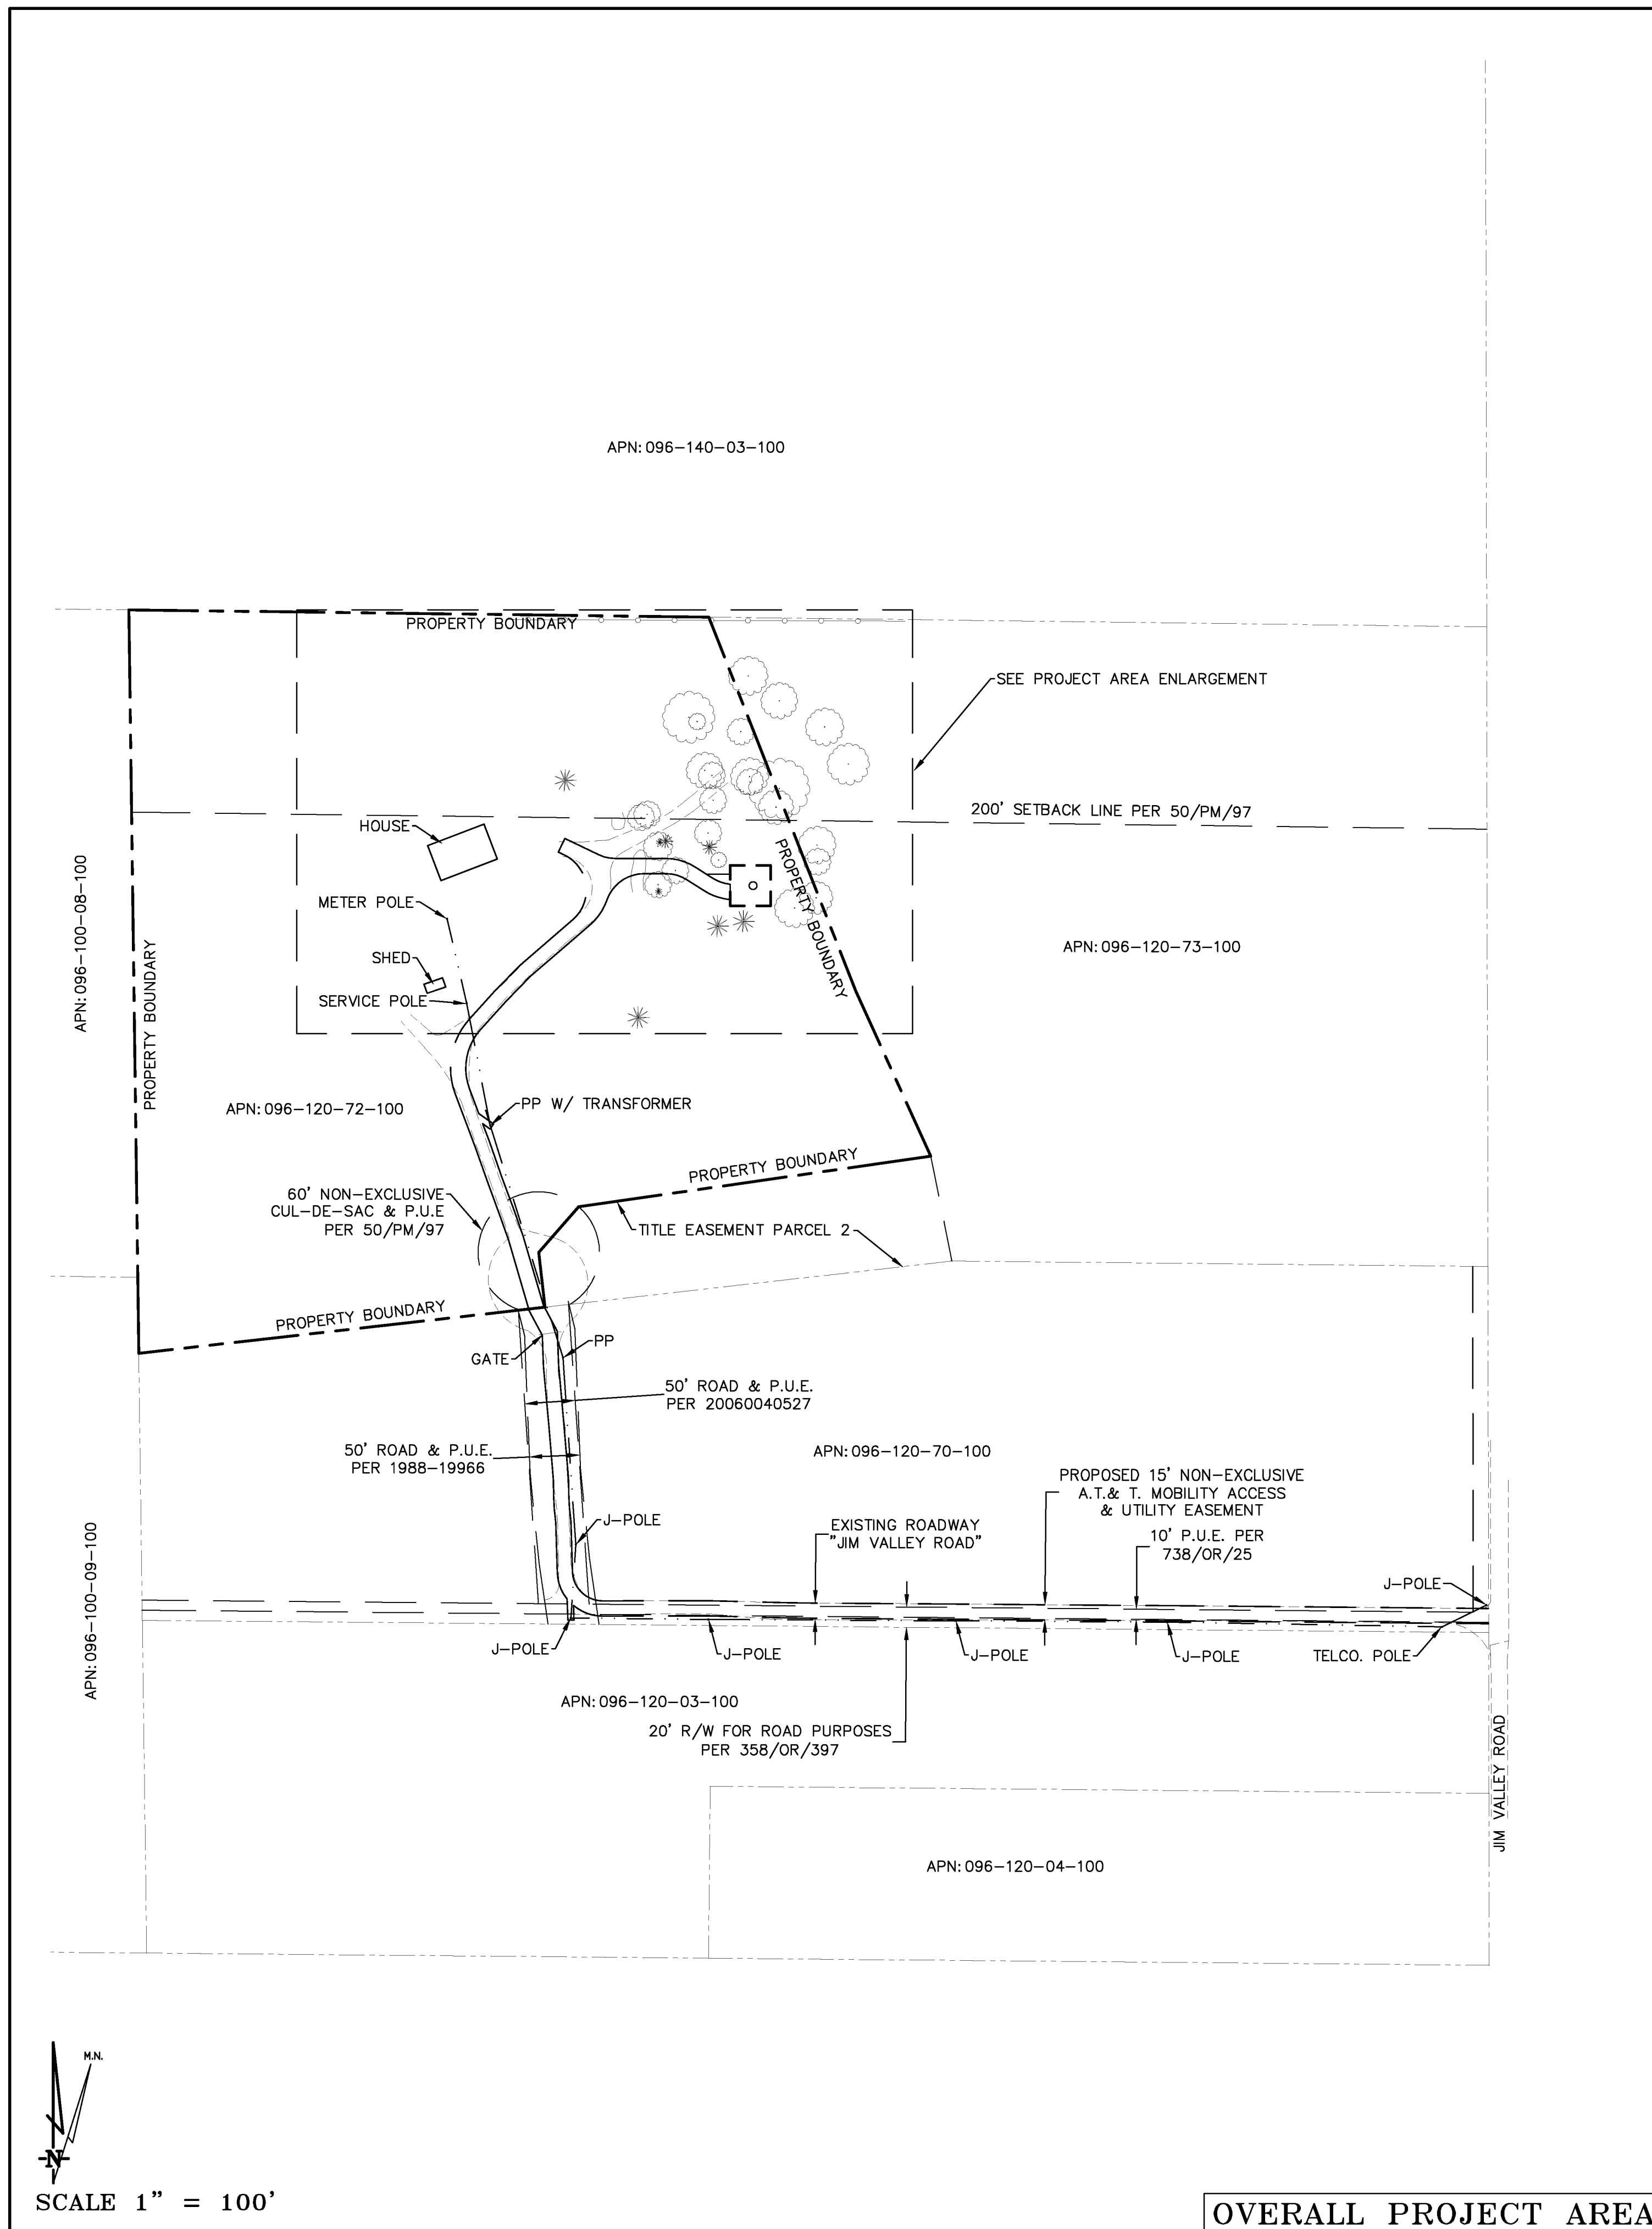 APN: 096-140-03-100
PROPERTY BOUNDARY
SEE PROJECT AREA ENLARGEMENT
200' SETBACK LINE PER 50/PM/97
HOUSE
PROPERTY BOUNDARY
APN: 096-100-08-100
PROPERTY BOUNDARY
METER POLE
APN: 096-120-73-100
SHED
SERVICE POLE
APN: 096-120-72-100
PP W/ TRANSFORMER
PROPERTY BOUNDARY
60' NON-EXCLUSIVE
CUL-DE-SAC & P.U.E
PER 50/PM/97
TITLE EASEMENT PARCEL 2
PROPERTY BOUNDARY
GATE
PP
50' ROAD & P.U.E.
PER 20060040527
50' ROAD & P.U.E.
PER 1988-19966
APN: 096-120-70-100
PROPOSED 15' NON-EXCLUSIVE
A.T.& T. MOBILITY ACCESS
& UTILITY EASEMENT
J-POLE
EXISTING ROADWAY
"JIM VALLEY ROAD"
10' P.U.E. PER
738/OR/25
J-POLE
APN: 096-100-09-100
J-POLE
J-POLE
J-POLE
J-POLE
TELCO. POLE
APN: 096-120-03-100
20' R/W FOR ROAD PURPOSES
PER 358/OR/397
JIM VALLEY ROAD
APN: 096-120-04-100
M.N.
N
SCALE 1" = 100'
OVERALL PROJECT AREA